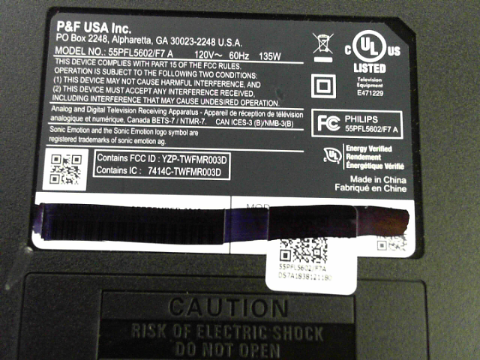 P&F USA Inc.
PO Box 2248, Alpharetta, GA 30023-2248 U.S.A.
MODEL NO.: 55PFL5602/F7 A 120V~ 60Hz 135W
THIS DEVICE COMPLIES WITH PART 15 OF THE FCC RULES.
OPERATION IS SUBJECT TO THE FOLLOWING TWO CONDITIONS:
(1) THIS DEVICE MAY NOT CAUSE HARMFUL INTERFERENCE, AND
(2) THIS DEVICE MUST ACCEPT ANY INTERFERENCE RECEIVED,
INCLUDING INTERFERENCE THAT MAY CAUSE UNDESIRED OPERATION.
Analog and Digital Television Receiving Apparatus - Appareil de réception de télévision
analogique et numérique, Canada BETS-7 / NTMR-7. CAN ICES-3 (B)/NMB-3(B)
Sonic Emotion and the Sonic Emotion logo symbol are
registered trademarks of sonic emotion ag.
Contains FCC ID : YZP-TWFMR003D
Contains IC : 7414C-TWFMR003D
C UL US
LISTED
Television
Equipment
E471229
FC PHILIPS
55PFL5602/F7 A
UL Energy Verified
Rendement
Énergétique Vérifié
Made in China
Fabriqué en Chine
MOD
55PFL5602/F7A
CAUTION
RISK OF ELECTRIC SHOCK
DO NOT OPEN